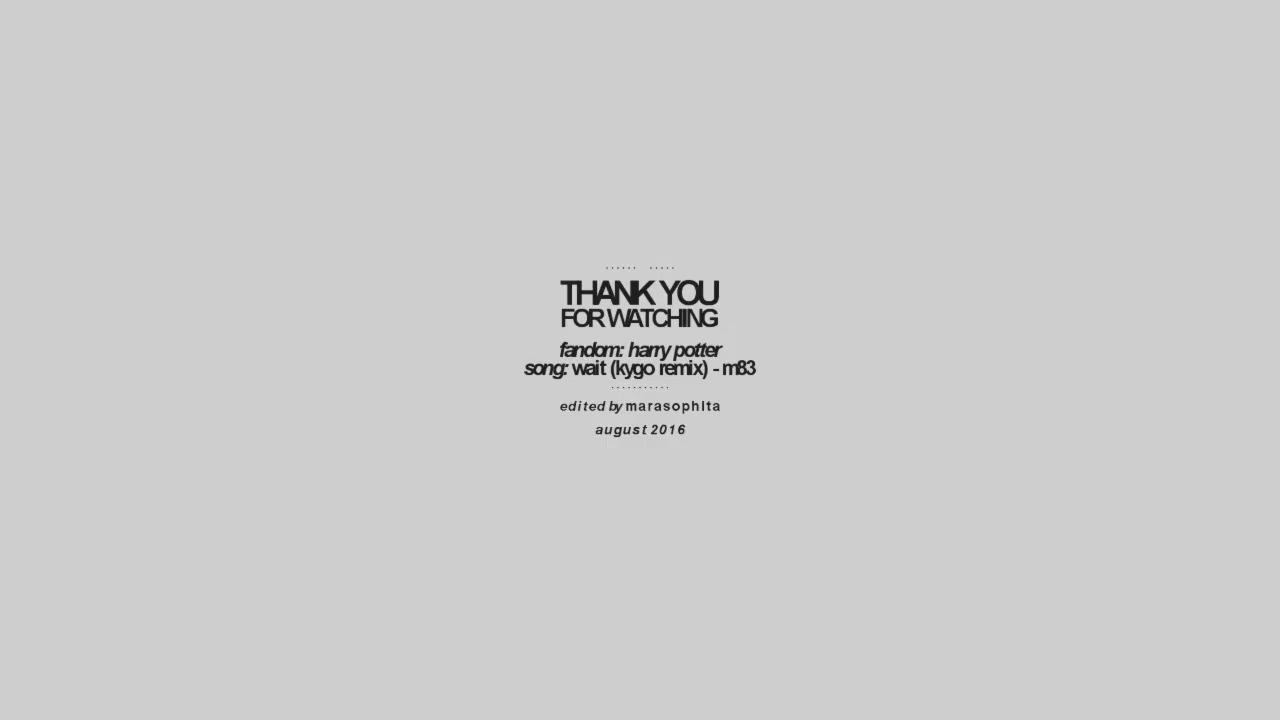 THANK YOU
FOR WATCHING
fandom: harry potter
song: wait (kygo remix) - m83
edited by marasophita
august 2016